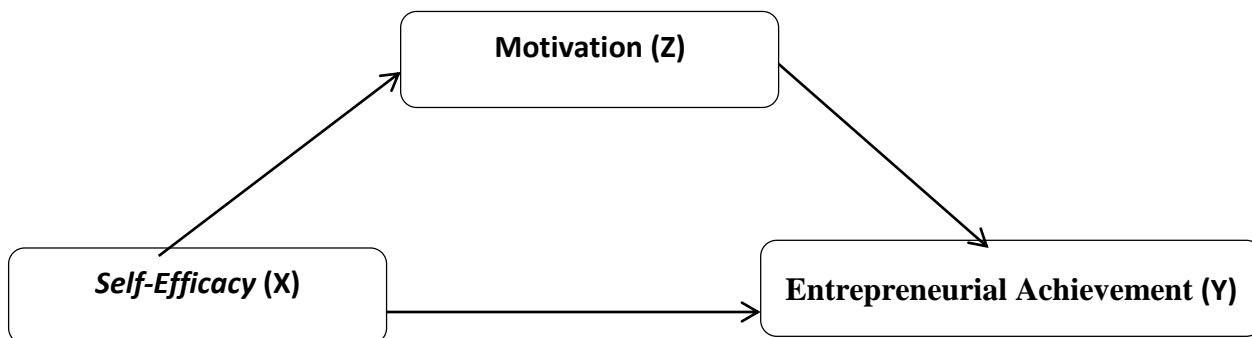 Motivation (Z)
Self-Efficacy (X)
Entrepreneurial Achievement (Y)